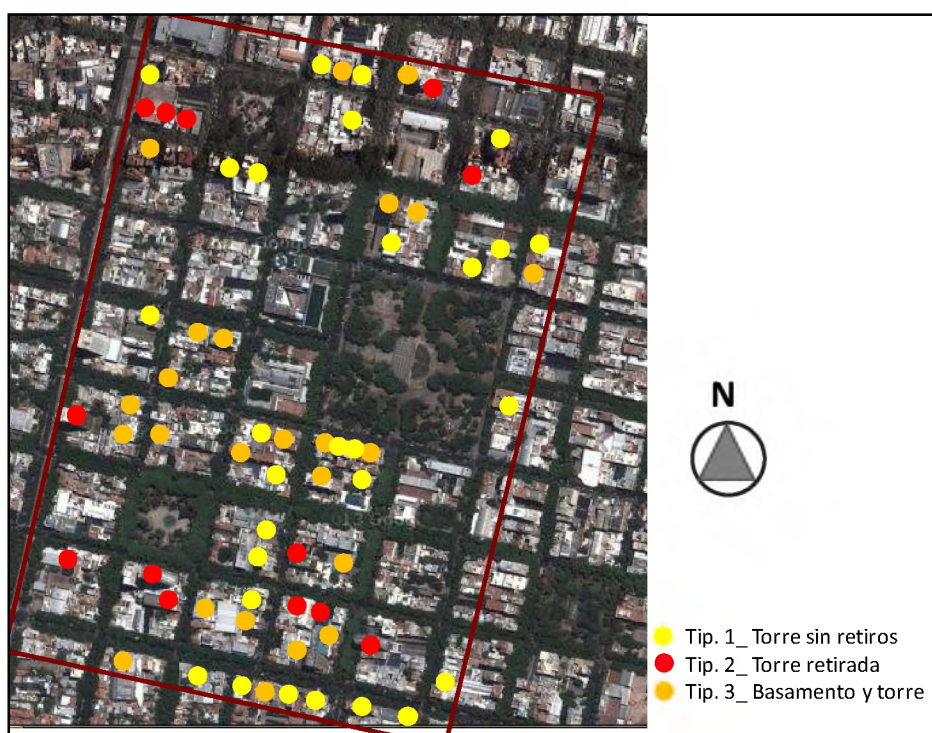 N
Tip. 1_ Torre sin retiros
Tip. 2_ Torre retirada
Tip. 3_ Basamento y torre